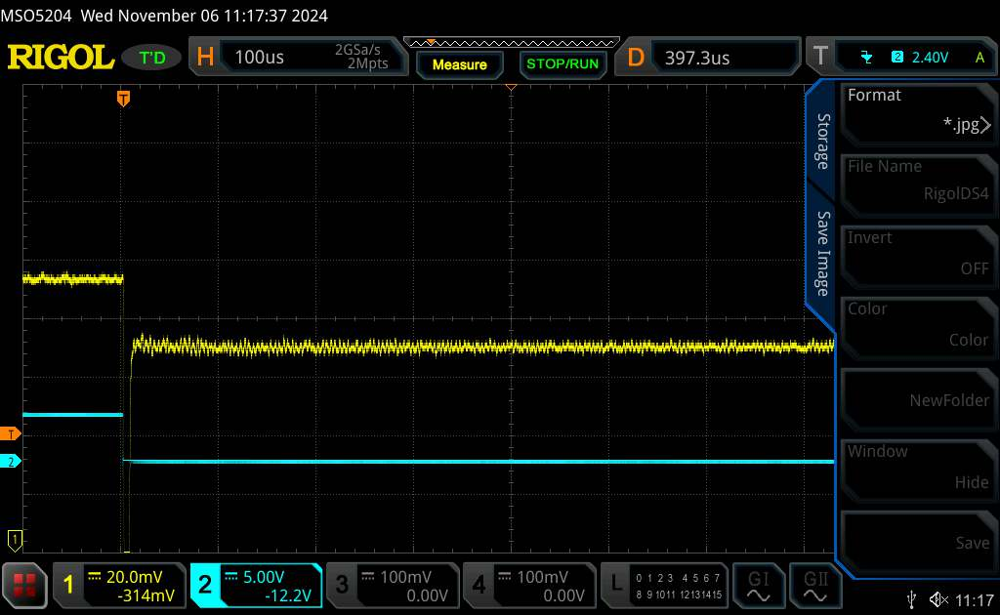 MSO5204 Wed November 06 11:17:37 2024
RIGOL T'D H 100us 2GSa/s 2Mpts Measure STOP/RUN D 397.3us T 2 2.40V A
T
Storage
Save Image
Format
*.jpg
File Name
RigolDS4
Invert
OFF
Color
Color
NewFolder
Window
Hide
Save
T
2
1
1 20.0mV -314mV
2 5.00V -12.2V
3 100mV 0.00V
4 100mV 0.00V
L 0 1 2 3 4 5 6 7
8 9 10 11 12 13 14 15
GI GII
11:17